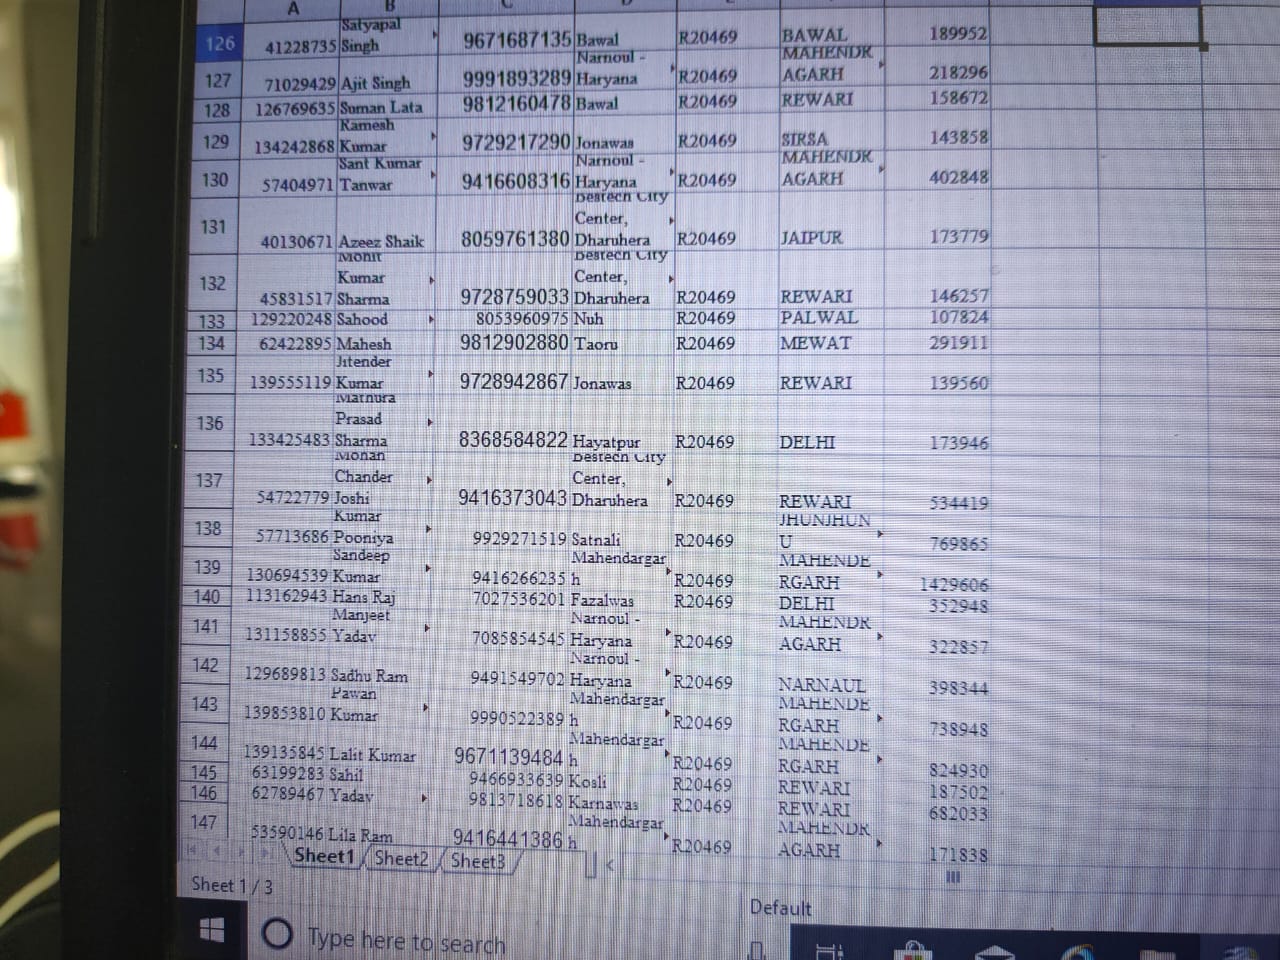 A B C D E
126 41228735 Satyapal Singh 9671687135 Bawal R20469 BAWAL 189952
127 71029429 Ajit Singh 9991893289 Narnoul - Haryana R20469 MAHENDR AGARH 218296
128 126769635 Suman Lata 9812160478 Bawal R20469 REWARI 158672
129 134242868 Ramesh Kumar 9729217290 Jonawas R20469 SIRSA 143858
130 57404971 Sant Kumar Tanwar 9416608316 Narnoul - Haryana R20469 MAHENDR AGARH 402848
131 40130671 Azeez Shaik 8059761380 Bestech City Center, Dharuhera R20469 JAIPUR 173779
132 45831517 Mohit Kumar Sharma 9728759033 Bestech City Center, Dharuhera R20469 REWARI 146257
133 129220248 Sahood 8053960975 Nuh R20469 PALWAL 107824
134 62422895 Mahesh 9812902880 Taoru R20469 MEWAT 291911
135 139555119 Jitender Kumar 9728942867 Jonawas R20469 REWARI 139560
136 133425483 Mathura Prasad Sharma 8368584822 Hayatpur R20469 DELHI 173946
137 54722779 Mohan Chander Joshi 9416373043 Bestech City Center, Dharuhera R20469 REWARI 534419
138 57713686 Kumar Pooniya 9929271519 Satnali R20469 JHUNJHUN U 769865
139 130694539 Sandeep Kumar 9416266235 Mahendargar h R20469 MAHENDE RGARH 1429606
140 113162943 Hans Raj 7027536201 Fazalwas R20469 DELHI 352948
141 131158855 Manjeet Yadav 7085854545 Narnoul - Haryana R20469 MAHENDR AGARH 322857
142 129689813 Sadhu Ram 9491549702 Narnoul - Haryana R20469 NARNAUL 398344
143 139853810 Pawan Kumar 9990522389 Mahendargar h R20469 MAHENDE RGARH 738948
144 139135845 Lalit Kumar 9671139484 Mahendargar h R20469 MAHENDE RGARH 824930
145 63199283 Sahil 9466933639 Kosli R20469 REWARI 187502
146 62789467 Yadav 9813718618 Karnawas R20469 REWARI 682033
147 53590146 Lila Ram 9416441386 Mahendargar h R20469 MAHENDR AGARH 171838
Sheet1 Sheet2 Sheet3
Sheet 1 / 3
Default
Type here to search